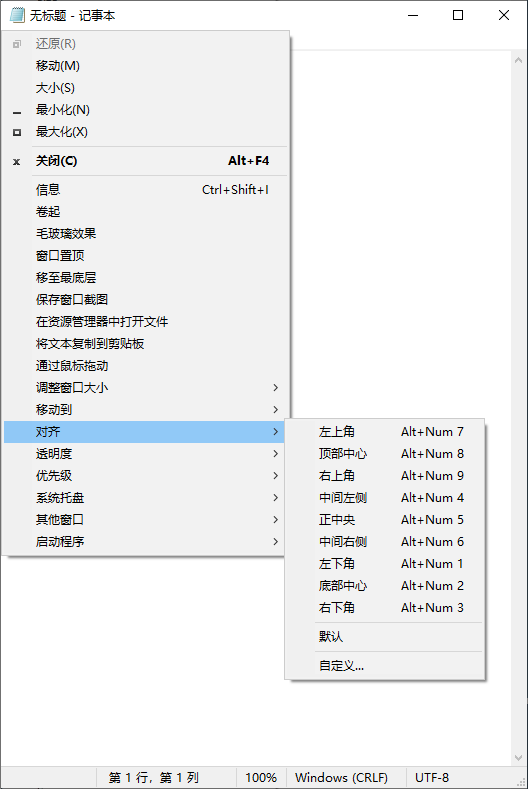 无标题 - 记事本
还原(R)
移动(M)
大小(S)
最小化(N)
最大化(X)
关闭(C) Alt+F4
信息 Ctrl+Shift+I
卷起
毛玻璃效果
窗口置顶
移至最底层
保存窗口截图
在资源管理器中打开文件
将文本复制到剪贴板
通过鼠标拖动
调整窗口大小
移动到
对齐
透明度
优先级
系统托盘
其他窗口
启动程序
左上角 Alt+Num 7
顶部中心 Alt+Num 8
右上角 Alt+Num 9
中间左侧 Alt+Num 4
正中央 Alt+Num 5
中间右侧 Alt+Num 6
左下角 Alt+Num 1
底部中心 Alt+Num 2
右下角 Alt+Num 3
默认
自定义...
第 1 行，第 1 列 100% Windows (CRLF) UTF-8